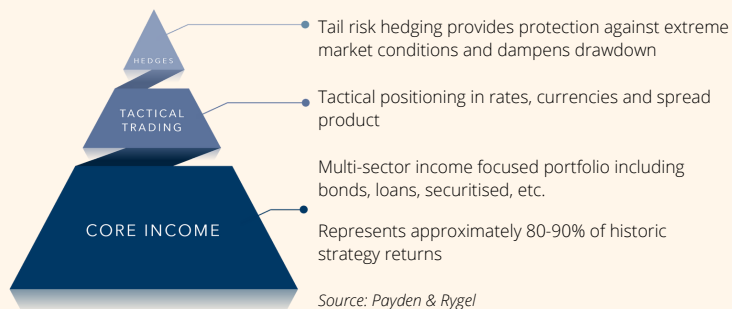 HEDGES
Tail risk hedging provides protection against extreme
market conditions and dampens drawdown
TACTICAL
TRADING
Tactical positioning in rates, currencies and spread
product
CORE INCOME
Multi-sector income focused portfolio including
bonds, loans, securitised, etc.
Represents approximately 80-90% of historic
strategy returns
Source: Payden & Rygel